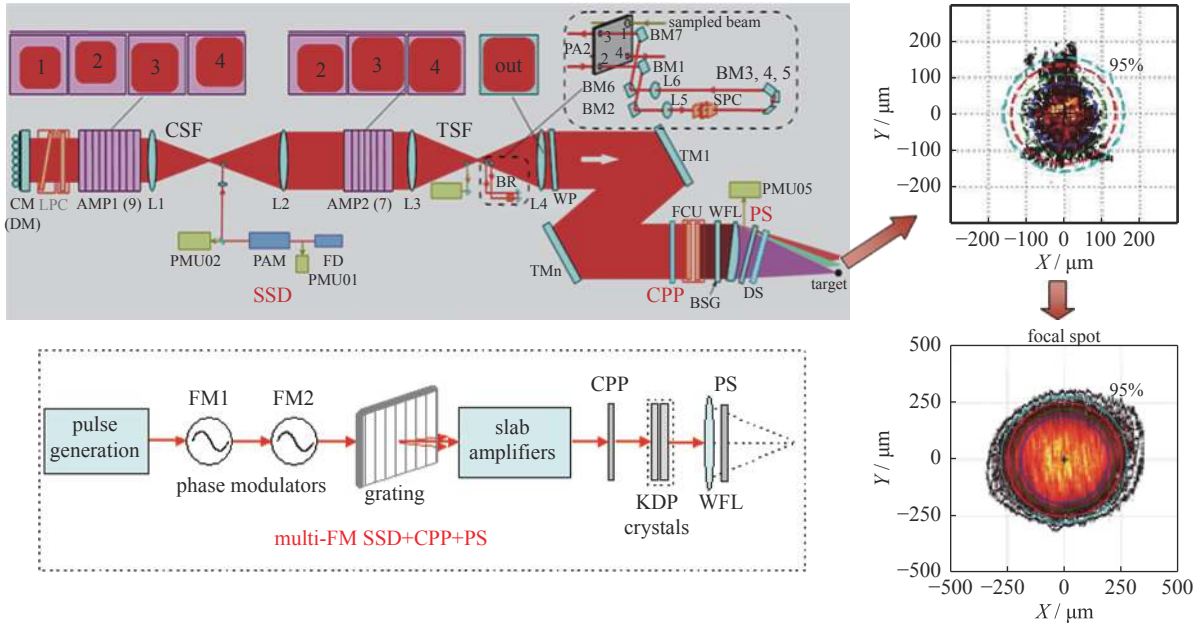 1
2
3
4
2
3
4
out
sampled beam
PA2
3
1
2
4
BM7
BM1
L6
BM3, 4, 5
BM6
BM2
L5
SPC
CSF
TSF
CM
(DM)
LPC
AMP1 (9)
L1
L2
AMP2 (7)
L3
BR
L4
WP
TM1
TMn
PMU02
PAM
FD
PMU01
SSD
PMU05
FCU
WFL
PS
CPP
BSG
DS
target
200
100
0
−100
−200
Y / μm
95%
−200
−100
0
100
200
X / μm
focal spot
500
250
0
−250
−500
Y / μm
95%
−500
−250
0
250
500
X / μm
pulse
generation
FM1
FM2
phase modulators
grating
slab
amplifiers
CPP
KDP
crystals
PS
WFL
multi-FM SSD+CPP+PS